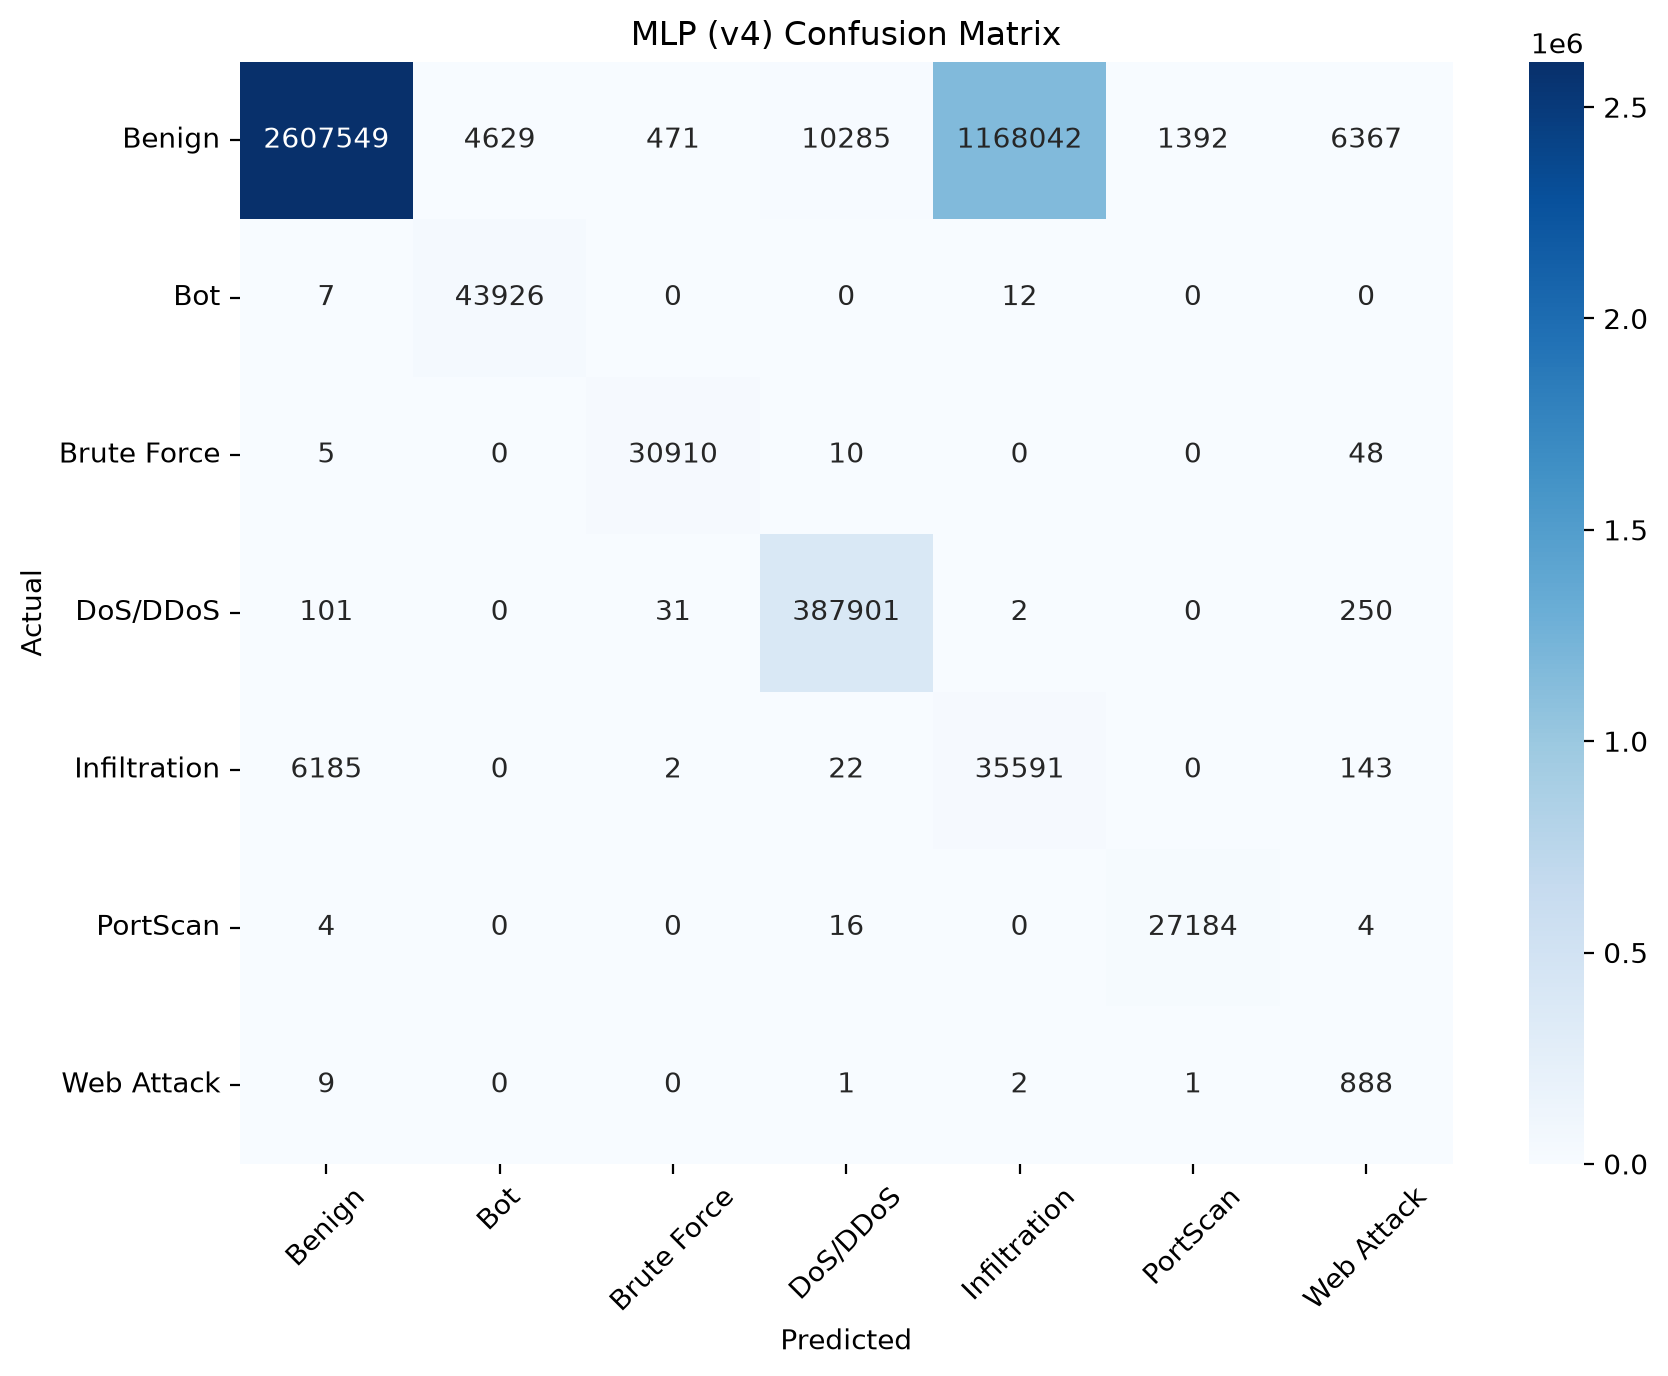 MLP (v4) Confusion Matrix
1e6
Benign 2607549 4629 471 10285 1168042 1392 6367
Bot 7 43926 0 0 12 0 0
Brute Force 5 0 30910 10 0 0 48
DoS/DDoS 101 0 31 387901 2 0 250
Infiltration 6185 0 2 22 35591 0 143
PortScan 4 0 0 16 0 27184 4
Web Attack 9 0 0 1 2 1 888
Actual
Benign Bot Brute Force DoS/DDoS Infiltration PortScan Web Attack
Predicted
2.5
2.0
1.5
1.0
0.5
0.0